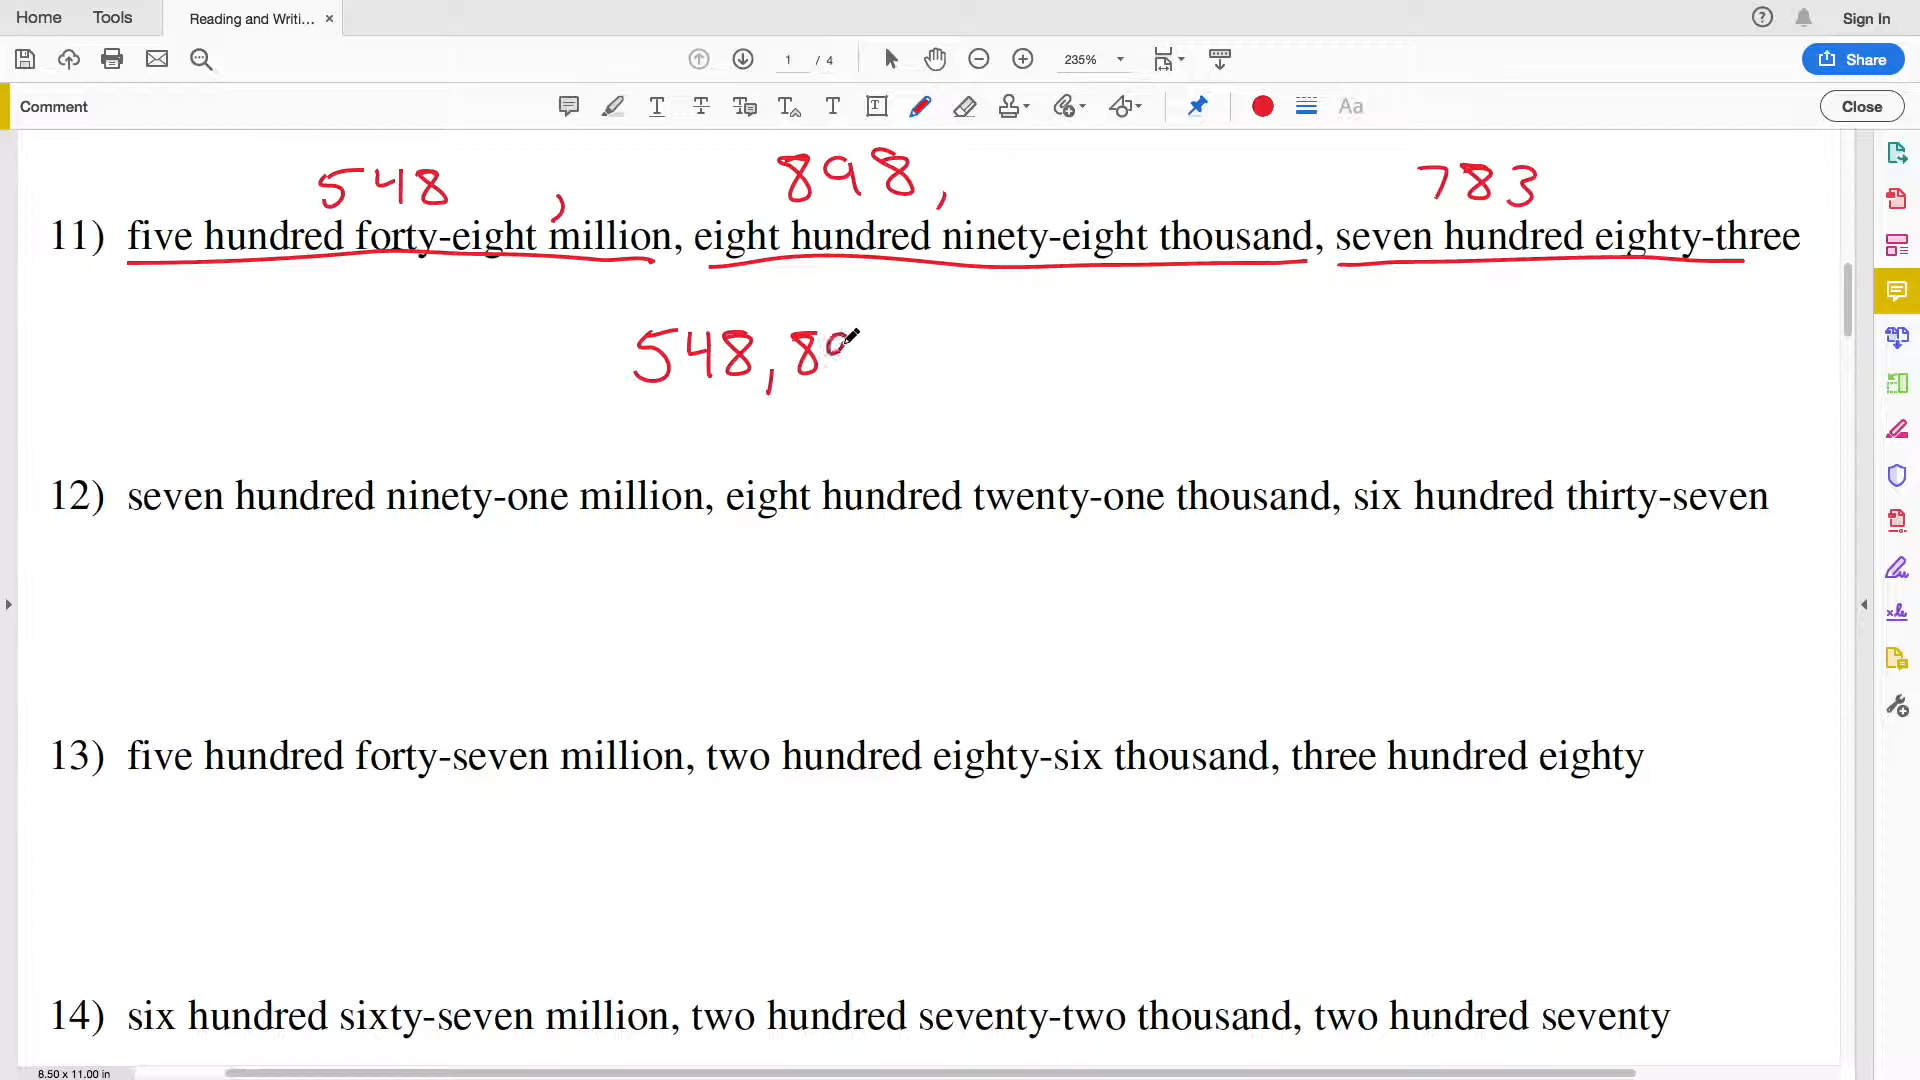 Home Tools Reading and Writi... × Sign In
1 / 4 235% Share
Comment T T T T T T Aa Close
548 , 898, 783
11) five hundred forty-eight million, eight hundred ninety-eight thousand, seven hundred eighty-three
548,89
12) seven hundred ninety-one million, eight hundred twenty-one thousand, six hundred thirty-seven
13) five hundred forty-seven million, two hundred eighty-six thousand, three hundred eighty
14) six hundred sixty-seven million, two hundred seventy-two thousand, two hundred seventy
8.50 x 11.00 in